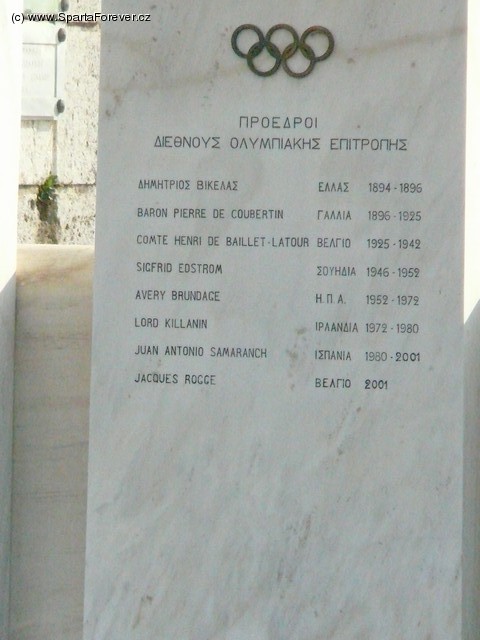 (c) www.SpartaForever.cz
ΠΡΟΕΔΡΟΙ
ΔΙΕΘΝΟΥΣ ΟΛΥΜΠΙΑΚΗΣ ΕΠΙΤΡΟΠΗΣ
ΔΗΜΗΤΡΙΟΣ ΒΙΚΕΛΑΣ ΕΛΛΑΣ 1894-1896
BARON PIERRE DE COUBERTIN ΓΑΛΛΙΑ 1896-1925
COMTE HENRI DE BAILLET-LATOUR ΒΕΛΓΙΟ 1925-1942
SIGFRID EDSTROM ΣΟΥΗΔΙΑ 1946-1952
AVERY BRUNDAGE Η.Π.Α. 1952-1972
LORD KILLANIN ΙΡΛΑΝΔΙΑ 1972-1980
JUAN ANTONIO SAMARANCH ΙΣΠΑΝΙΑ 1980-2001
JACQUES ROGGE ΒΕΛΓΙΟ 2001